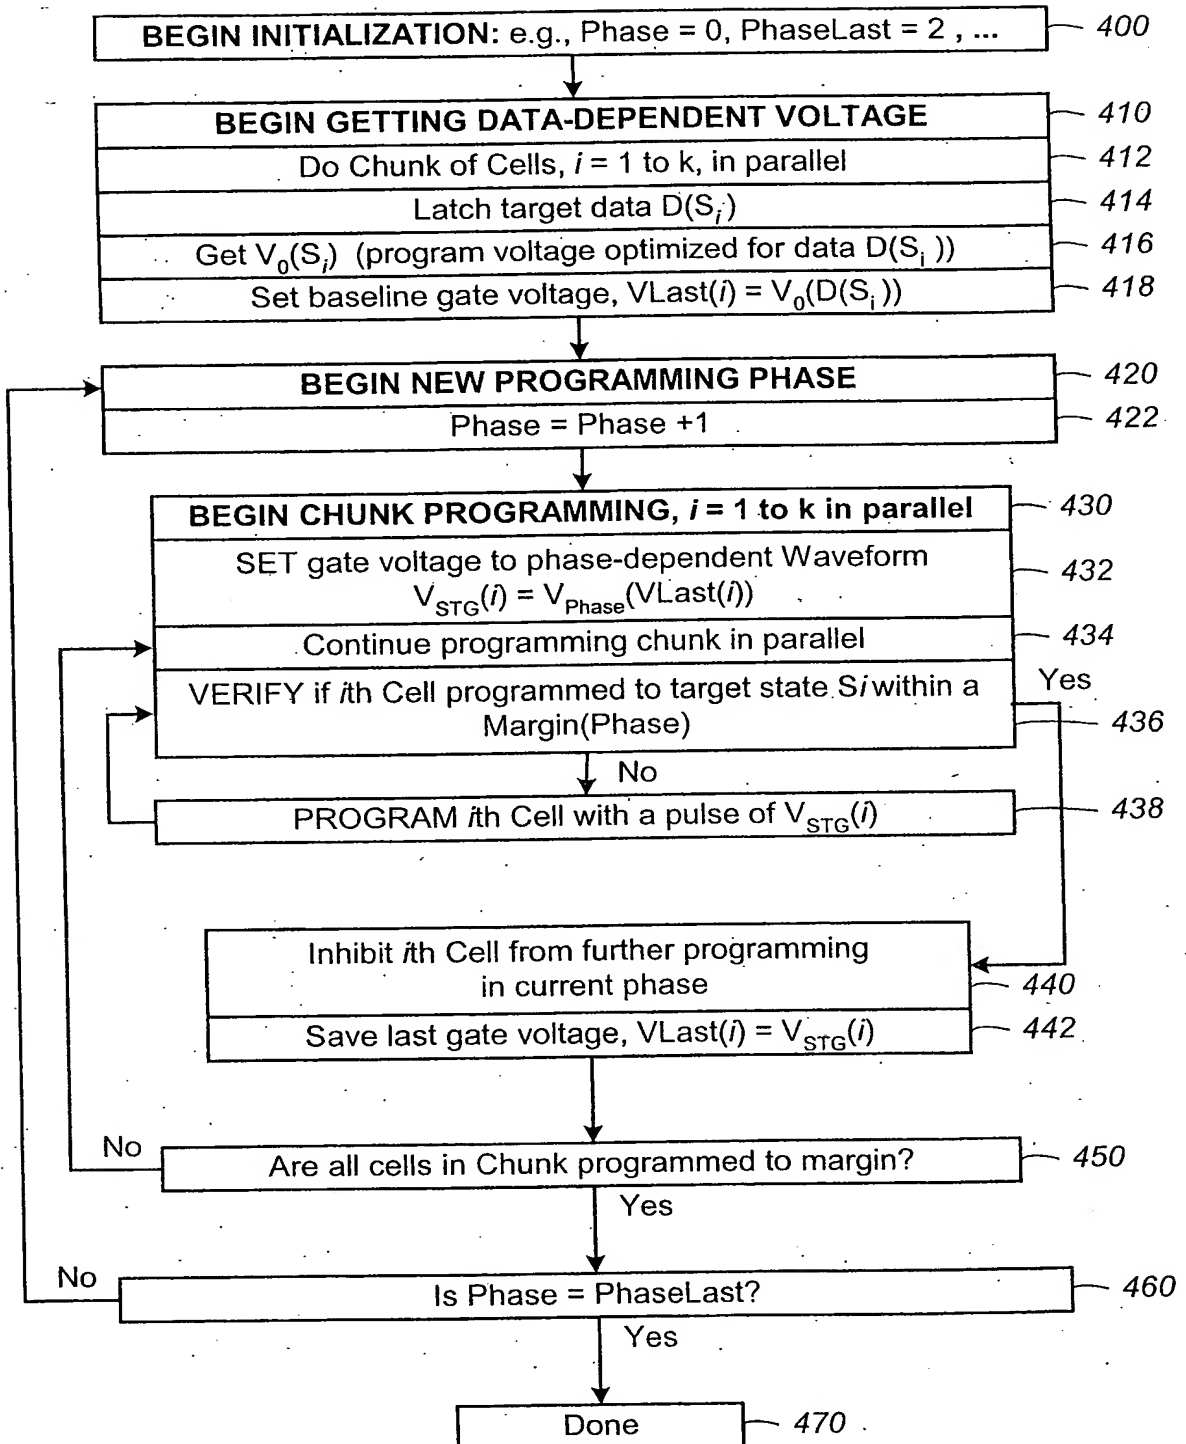 BEGIN INITIALIZATION: e.g., Phase = 0, PhaseLast = 2 , ... 400
BEGIN GETTING DATA-DEPENDENT VOLTAGE 410
Do Chunk of Cells, i = 1 to k, in parallel 412
Latch target data D(Si) 414
Get V0(Si) (program voltage optimized for data D(Si )) 416
Set baseline gate voltage, VLast(i) = V0(D(Si )) 418
BEGIN NEW PROGRAMMING PHASE 420
Phase = Phase +1 422
BEGIN CHUNK PROGRAMMING, i = 1 to k in parallel 430
SET gate voltage to phase-dependent Waveform
VSTG(i) = VPhase(VLast(i)) 432
Continue programming chunk in parallel 434
VERIFY if ith Cell programmed to target state Si within a
Margin(Phase) 436
Yes
No
PROGRAM ith Cell with a pulse of VSTG(i) 438
Inhibit ith Cell from further programming
in current phase 440
Save last gate voltage, VLast(i) = VSTG(i) 442
No
Are all cells in Chunk programmed to margin? 450
Yes
No
Is Phase = PhaseLast? 460
Yes
Done 470